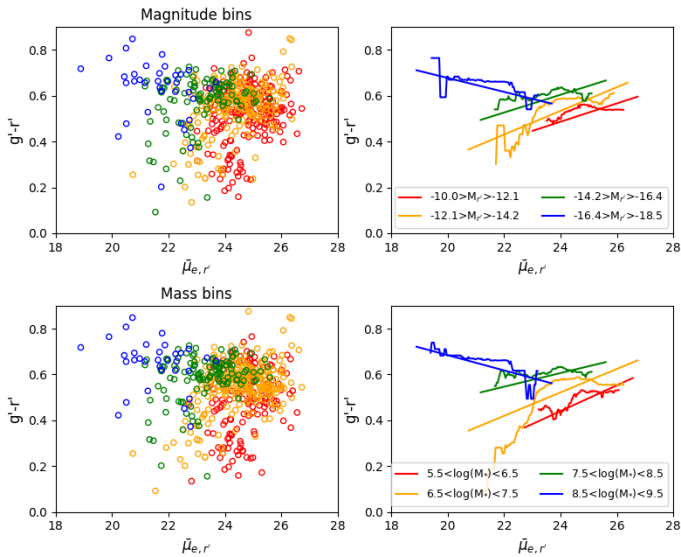 Magnitude bins
0.8
0.6
0.4
0.2
0.0
g'-r'
18 20 22 24 26 28
μ̄e, r'
0.8
0.6
0.4
0.2
0.0
g'-r'
-10.0>Mr'>-12.1 -14.2>Mr'>-16.4
-12.1>Mr'>-14.2 -16.4>Mr'>-18.5
18 20 22 24 26 28
μ̄e, r'
Mass bins
0.8
0.6
0.4
0.2
0.0
g'-r'
18 20 22 24 26 28
μ̄e, r'
0.8
0.6
0.4
0.2
0.0
g'-r'
5.5<log(M*)<6.5 7.5<log(M*)<8.5
6.5<log(M*)<7.5 8.5<log(M*)<9.5
18 20 22 24 26 28
μ̄e, r'